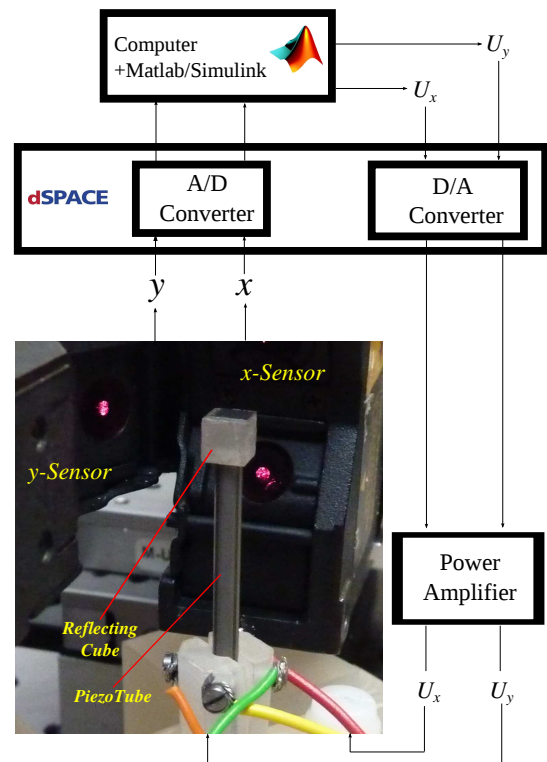 Computer
+Matlab/Simulink
U_y
U_x
dSPACE
A/D
Converter
D/A
Converter
y
x
x-Sensor
y-Sensor
Power
Amplifier
Reflecting
Cube
PiezoTube
U_x
U_y